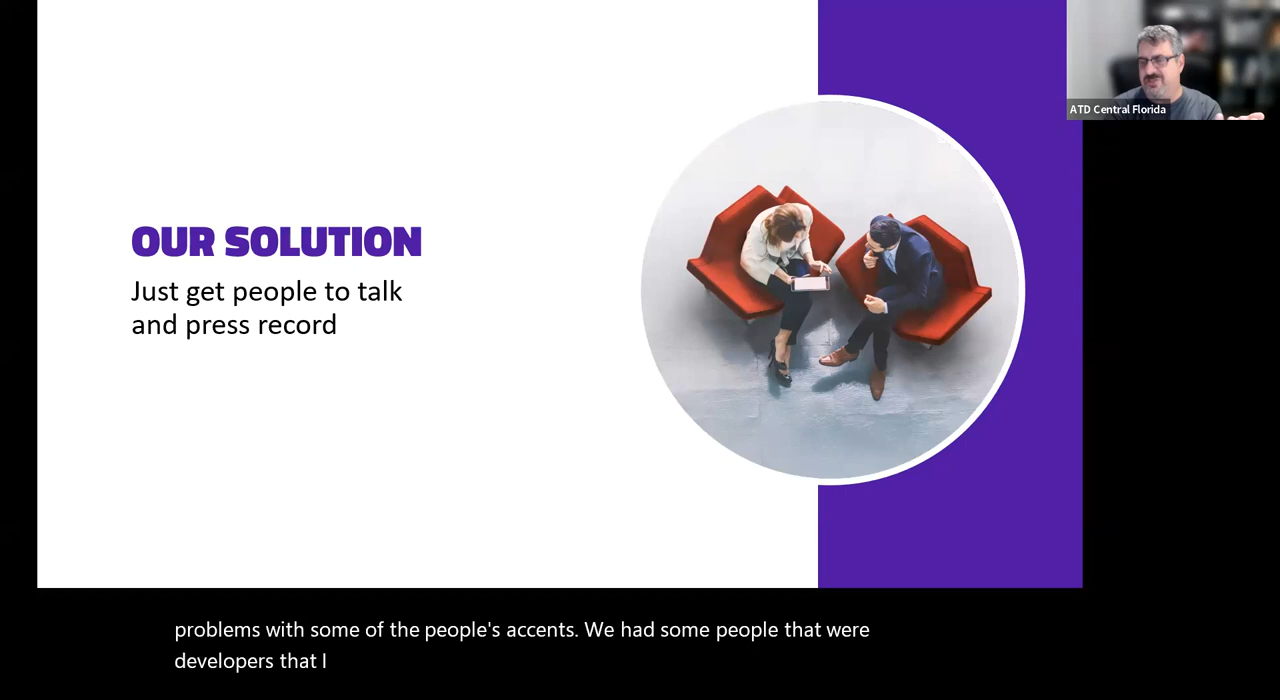 ATD Central Florida
OUR SOLUTION
Just get people to talk
and press record
problems with some of the people's accents. We had some people that were
developers that I